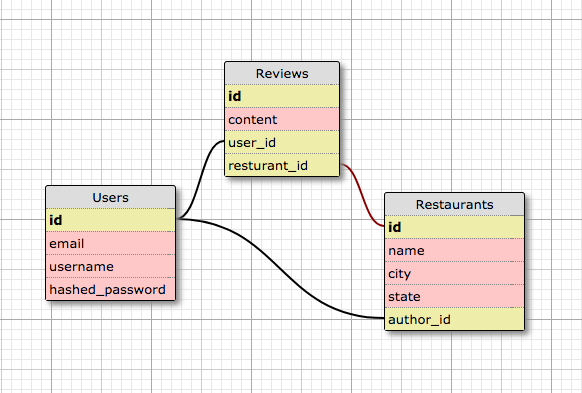 Reviews
id
content
user_id
resturant_id
Users
id
email
username
hashed_password
Restaurants
id
name
city
state
author_id